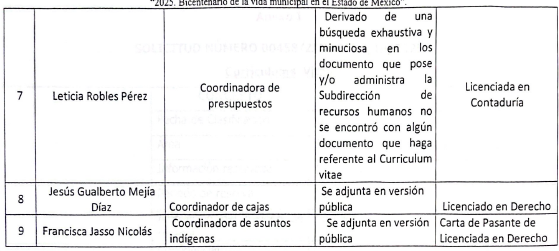 "2025. Bicentenario de la vida municipal en el Estado de México".
7
Leticia Robles Pérez
Coordinadora de
presupuestos
Derivado de una
búsqueda exhaustiva y
minuciosa en los
documento que pose
y/o administra la
Subdirección de
recursos humanos no
se encontró con algún
documento que haga
referente al Curriculum
vitae
Licenciada en
Contaduría
8
Jesús Gualberto Mejía
Díaz
Coordinador de cajas
Se adjunta en versión
pública
Licenciado en Derecho
9
Francisca Jasso Nicolás
Coordinadora de asuntos
indígenas
Se adjunta en versión
pública
Carta de Pasante de
Licenciada en Derecho